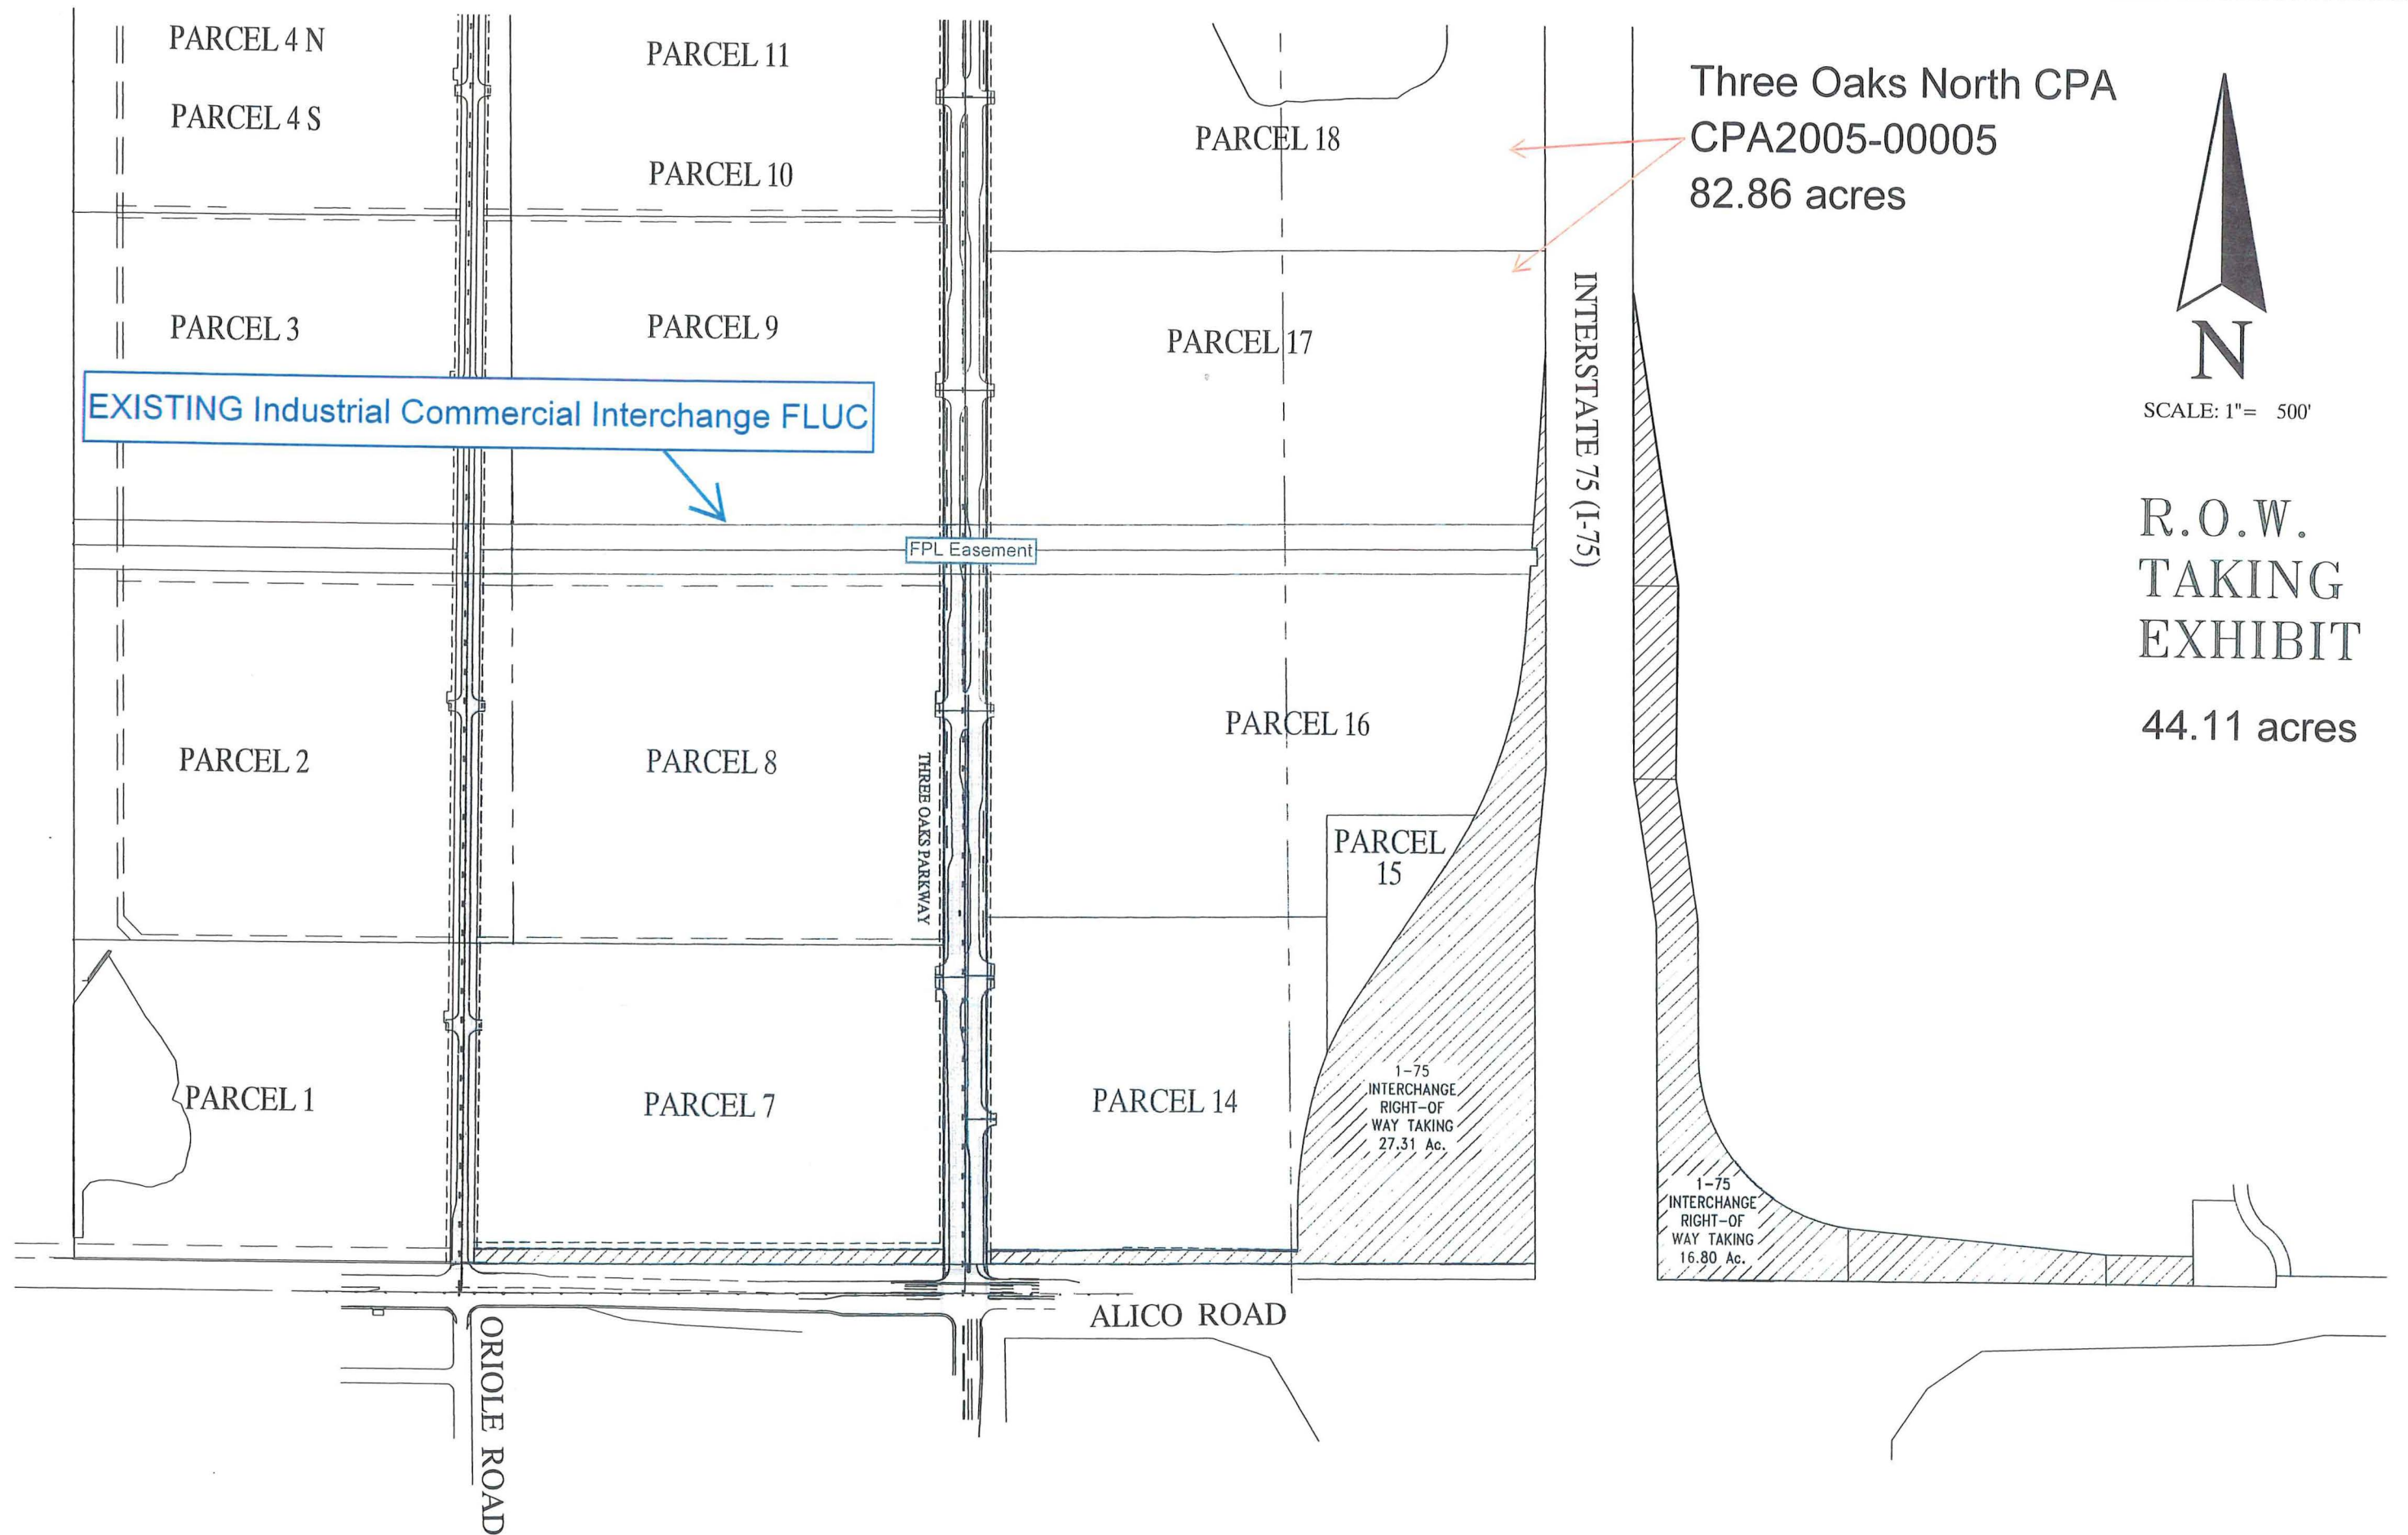 PARCEL 4 N
PARCEL 11
PARCEL 4 S
PARCEL 10
PARCEL 18
Three Oaks North CPA
CPA2005-00005
82.86 acres
N
SCALE: 1"= 500'
R.O.W.
TAKING
EXHIBIT
44.11 acres
PARCEL 3
PARCEL 9
PARCEL 17
INTERSTATE 75 (I-75)
EXISTING Industrial Commercial Interchange FLUC
FPL Easement
PARCEL 2
PARCEL 8
THREE OAKS PARKWAY
PARCEL 16
PARCEL
15
PARCEL 1
PARCEL 7
PARCEL 14
1-75
INTERCHANGE
RIGHT-OF
WAY TAKING
27.31 Ac.
1-75
INTERCHANGE
RIGHT-OF
WAY TAKING
16.80 Ac.
ALICO ROAD
ORIOLE ROAD